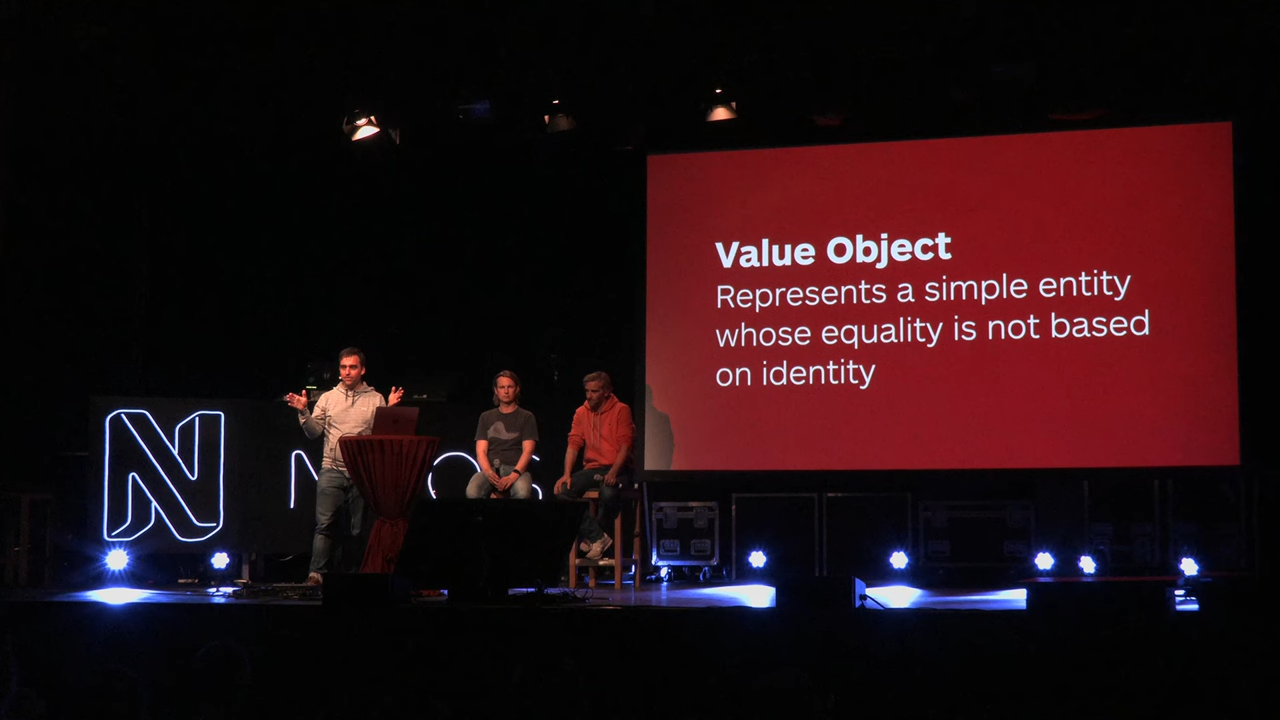 Value Object
Represents a simple entity
whose equality is not based
on identity
N